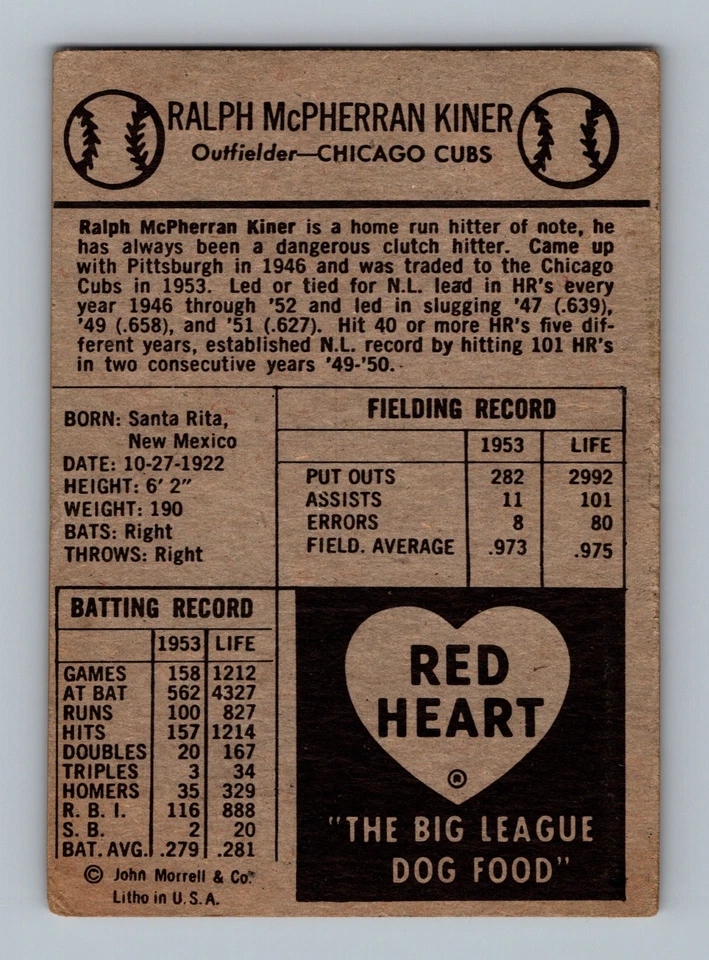 RALPH McPHERRAN KINER
Outfielder—CHICAGO CUBS
Ralph McPherran Kiner is a home run hitter of note, he
has always been a dangerous clutch hitter. Came up
with Pittsburgh in 1946 and was traded to the Chicago
Cubs in 1953. Led or tied for N.L. lead in HR's every
year 1946 through '52 and led in slugging '47 (.639),
'49 (.658), and '51 (.627). Hit 40 or more HR's five dif-
ferent years, established N.L. record by hitting 101 HR's
in two consecutive years '49-'50.
BORN: Santa Rita,
New Mexico
DATE: 10-27-1922
HEIGHT: 6' 2"
WEIGHT: 190
BATS: Right
THROWS: Right
FIELDING RECORD
1953 LIFE
PUT OUTS 282 2992
ASSISTS 11 101
ERRORS 8 80
FIELD. AVERAGE .973 .975
BATTING RECORD
1953 LIFE
GAMES 158 1212
AT BAT 562 4327
RUNS 100 827
HITS 157 1214
DOUBLES 20 167
TRIPLES 3 34
HOMERS 35 329
R. B. I. 116 888
S. B. 2 20
BAT. AVG. .279 .281
© John Morrell & Co.
Litho in U.S.A.
RED
HEART
®
"THE BIG LEAGUE
DOG FOOD"